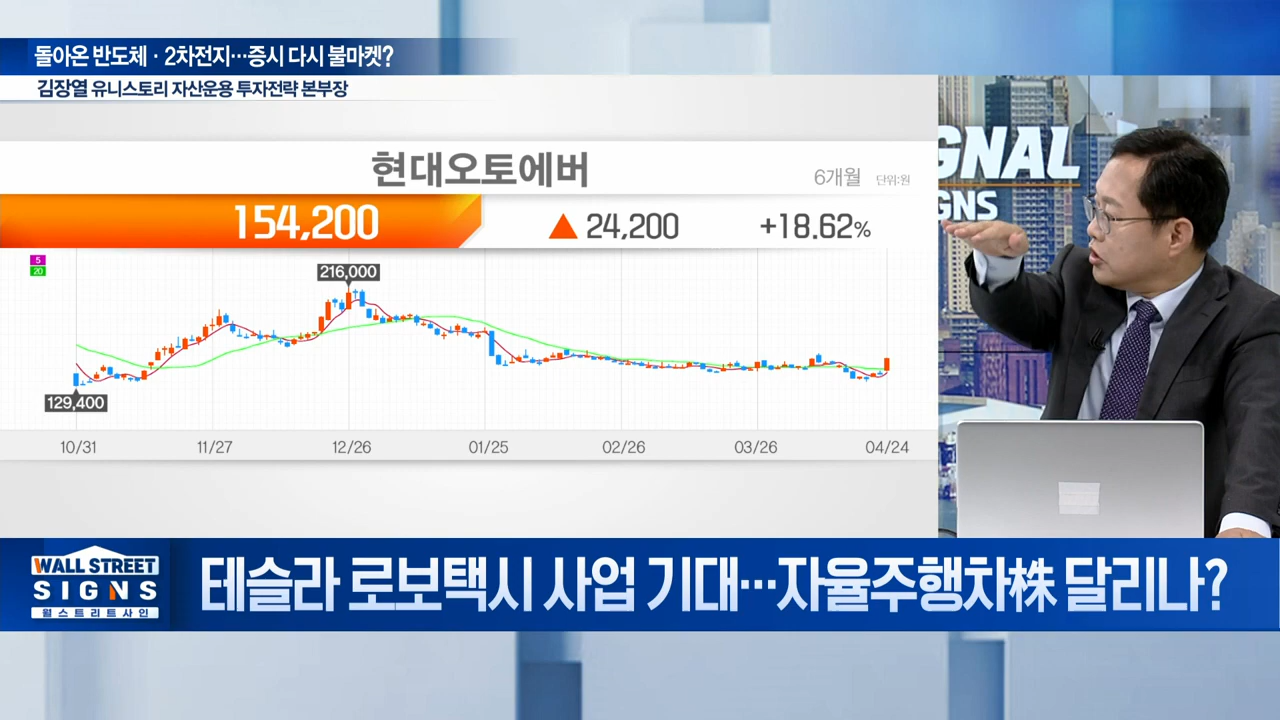 돌아온 반도체 · 2차전지…증시 다시 불마켓?
김장열 유니스토리 자산운용 투자전략 본부장
현대오토에버
6개월 단위:원
154,200 ▲ 24,200 +18.62%
5
20
216,000
129,400
10/31 11/27 12/26 01/25 02/26 03/26 04/24
GNAL
GNS
WALL STREET
SIGNS
월스트리트사인
테슬라 로보택시 사업 기대…자율주행차株 달리나?